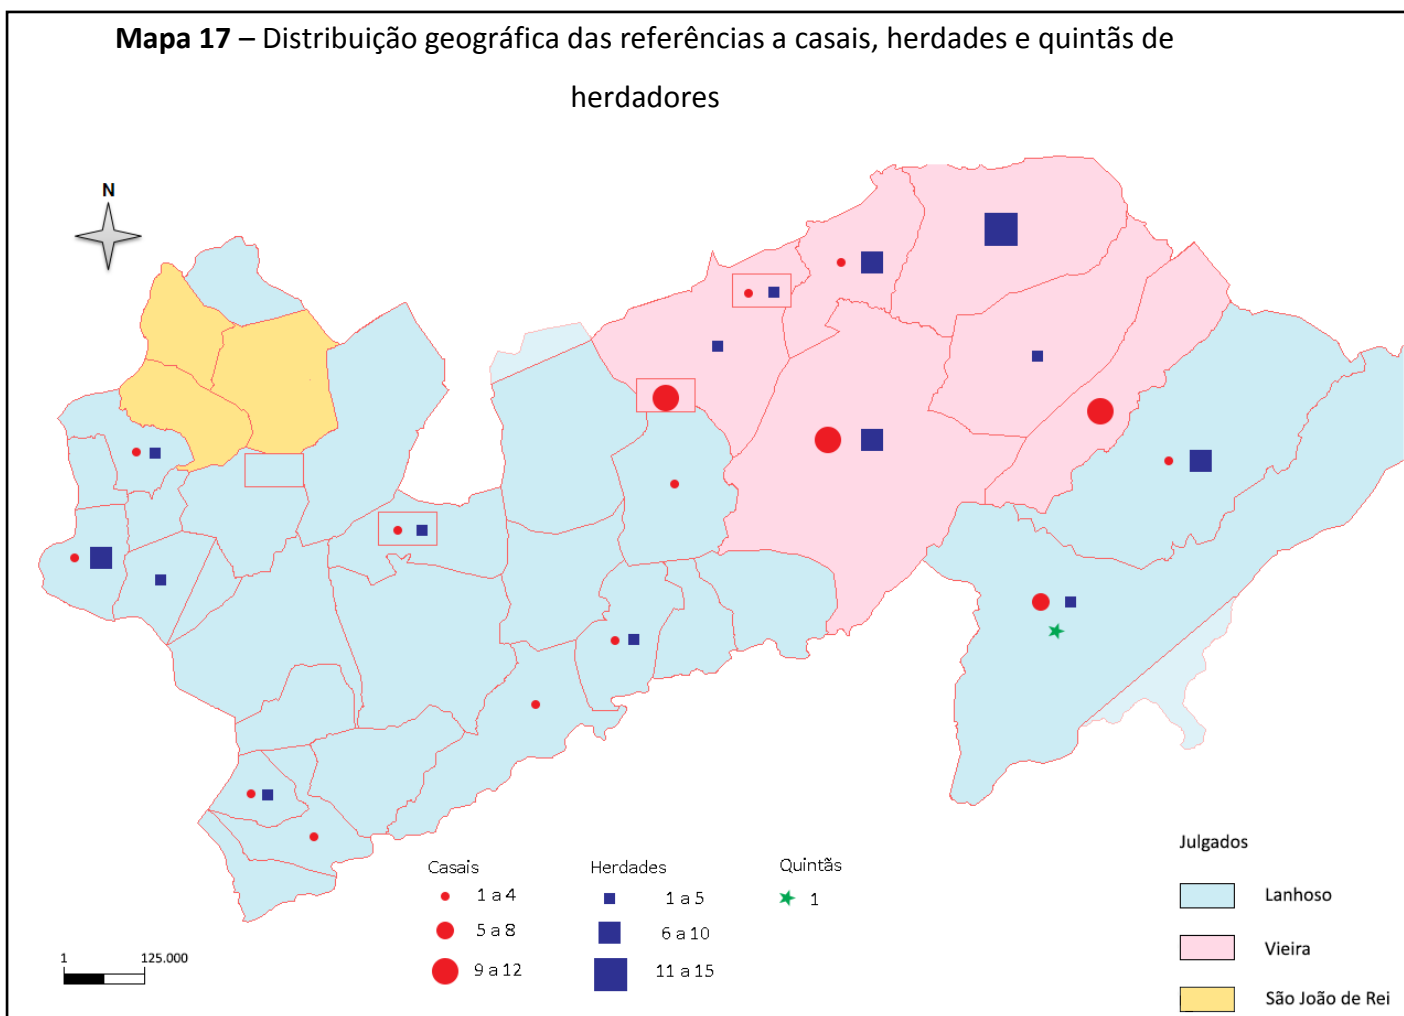 Mapa 17 – Distribuição geográfica das referências a casais, herdades e quintãs de
herdadores
N
Casais
1 a 4
5 a 8
9 a 12
Herdades
1 a 5
6 a 10
11 a 15
Quintãs
1
Julgados
Lanhoso
Vieira
São João de Rei
1 125.000